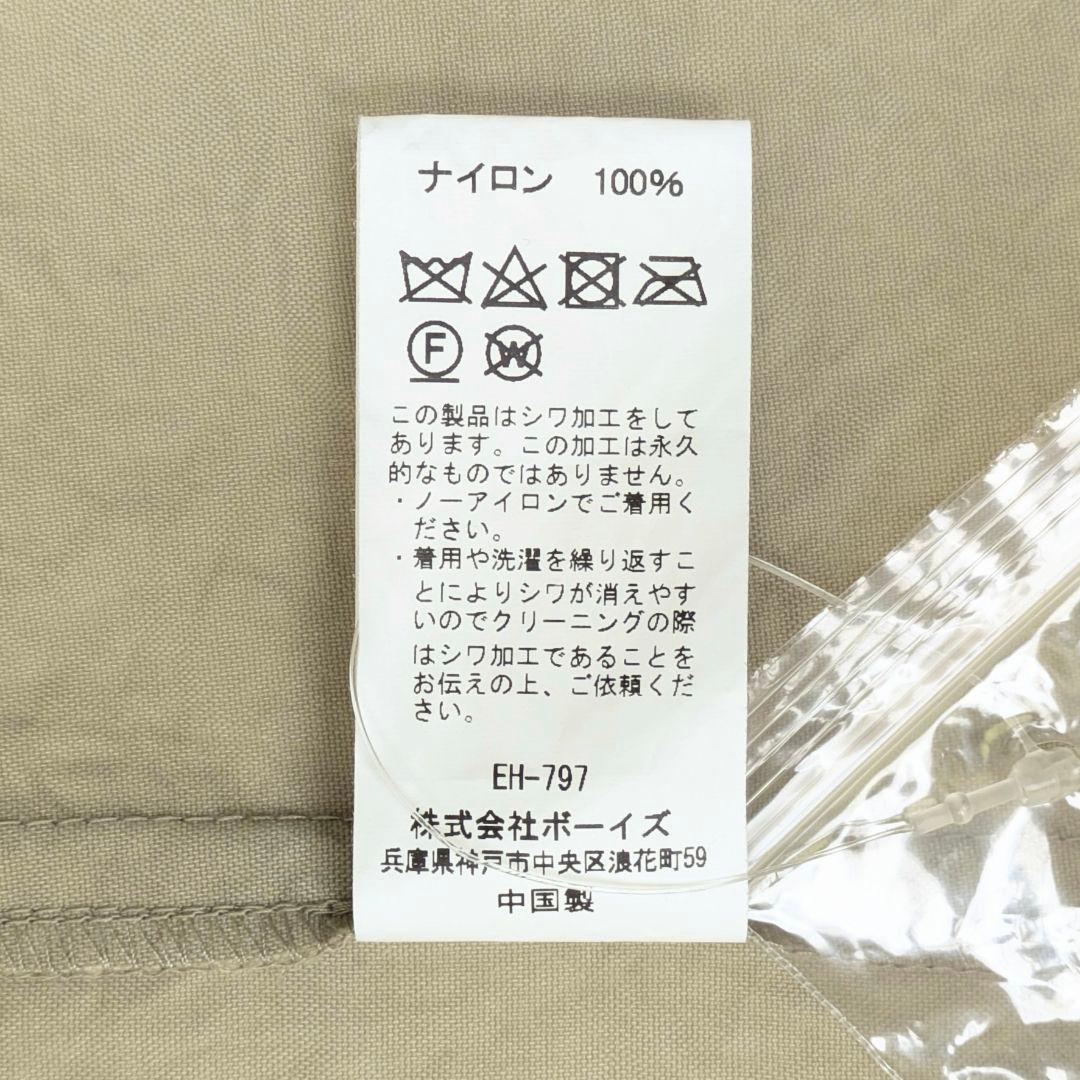 ナイロン 100%
F W
この製品はシワ加工をして
あります。この加工は永久
的なものではありません。
・ノーアイロンでご着用く
ださい。
・着用や洗濯を繰り返すこ
とによりシワが消えやす
いのでクリーニングの際
はシワ加工であることを
お伝えの上、ご依頼くだ
さい。
EH-797
株式会社ボーイズ
兵庫県神戸市中央区浪花町59
中国製